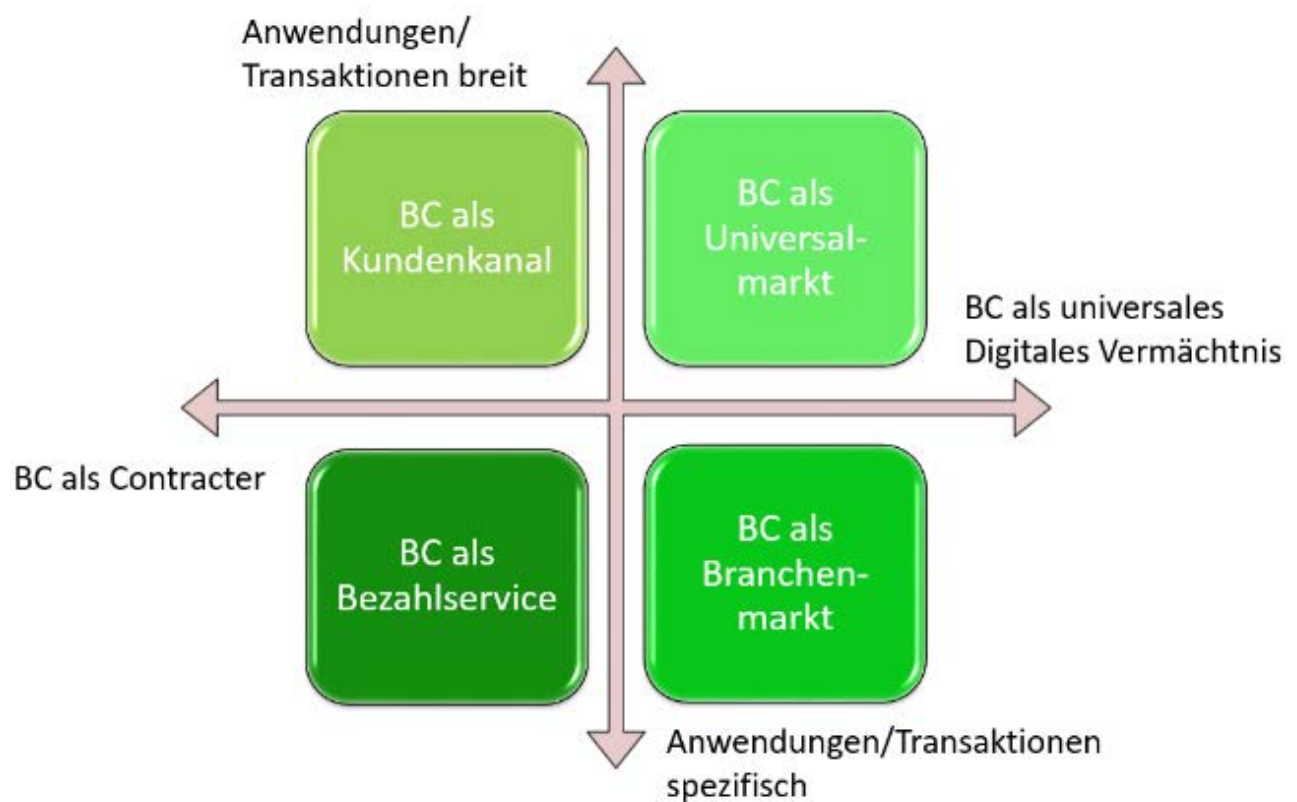 Anwendungen/
Transaktionen breit
BC als
Kundenkanal
BC als
Universal-
markt
BC als universales
Digitales Vermächtnis
BC als Contracter
BC als
Bezahlservice
BC als
Branchen-
markt
Anwendungen/Transaktionen
spezifisch